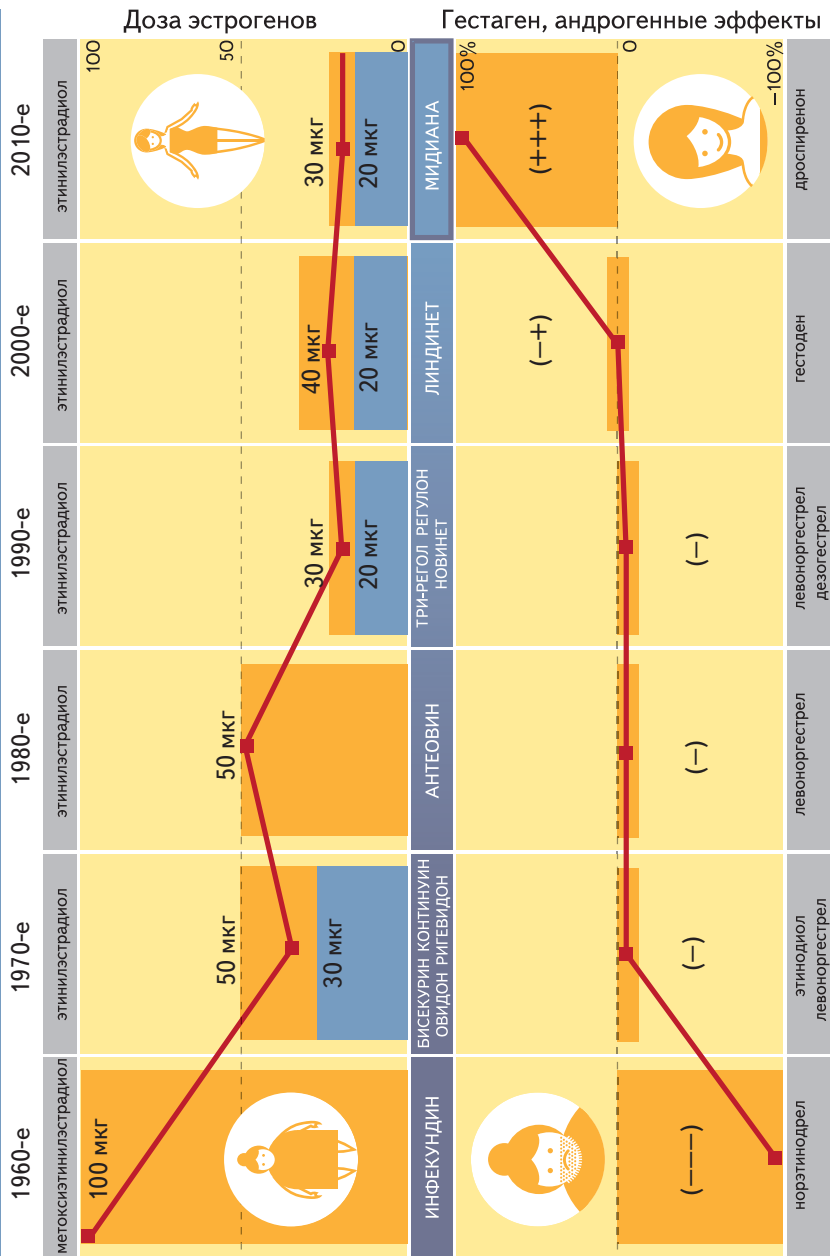 Доза эстрогенов
Гестаген, андрогенные эффекты
2010-е
этинилэстрадиол
100
50
0
30 мкг
20 мкг
МИДИАНА
100%
0
–100%
(+++)
дроспиренон
2000-е
этинилэстрадиол
40 мкг
20 мкг
ЛИНДИНЕТ
(—+)
гестоден
1990-е
этинилэстрадиол
30 мкг
20 мкг
ТРИ-РЕГОЛ РЕГУЛОН
НОВИНЕТ
(—)
левоноргестрел
дезогестрел
1980-е
этинилэстрадиол
50 мкг
АНТЕОВИН
(—)
левоноргестрел
1970-е
этинилэстрадиол
50 мкг
30 мкг
БИСЕКУРИН КОНТИНУИН
ОВИДОН РИГЕВИДОН
(—)
этинодиол
левоноргестрел
1960-е
метоксиэтинилэстрадиол
100 мкг
ИНФЕКУНДИН
(———)
норэтинодрел